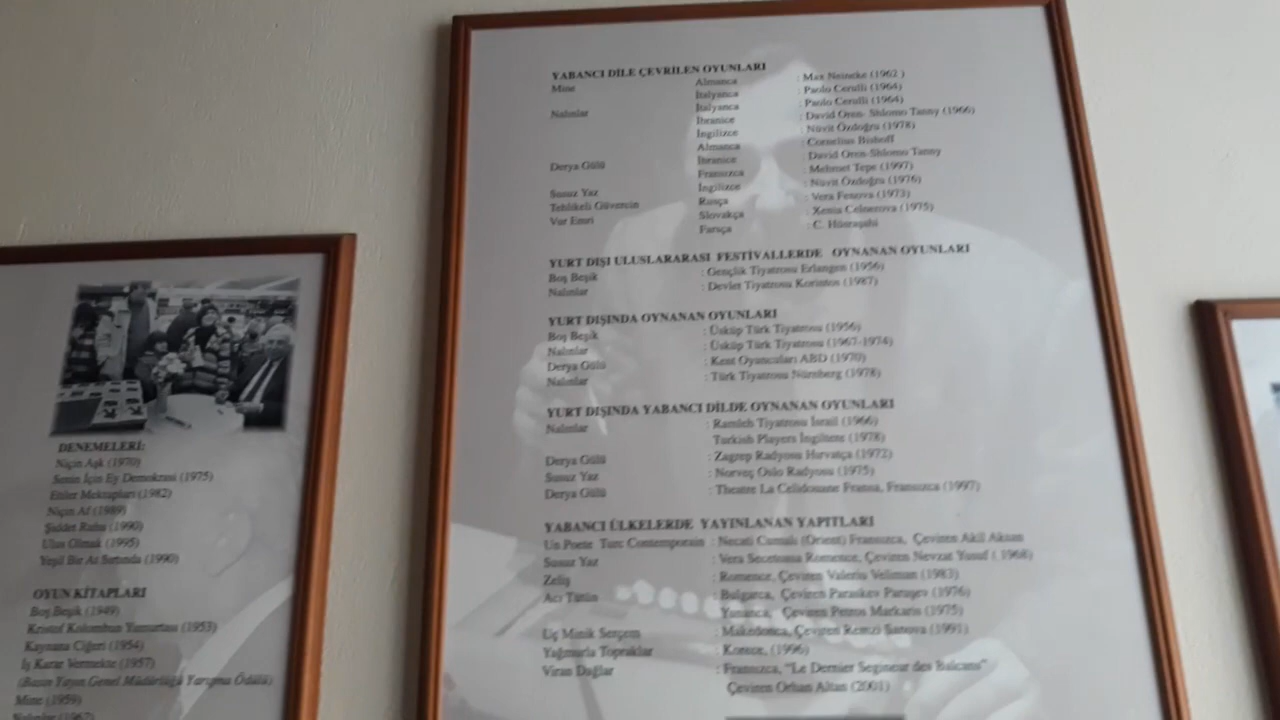 YABANCI DİLE ÇEVRİLEN OYUNLARI
Mine Almanca : Max Neineke (1962 )
İtalyanca : Paolo Cerulli (1964)
Nalınlar İtalyanca : Paolo Cerulli (1964)
İbranice : David Oren- Shlomo Tanny (1966)
İngilizce : Nüvit Özdoğru (1978)
Almanca : Cornelius Bishoff
Derya Gülü İbranice : David Oren-Shlomo Tanny
Fransızca : Mehmet Tepe (1997)
İngilizce : Nüvit Özdoğru (1976)
Susuz Yaz Rusça : Vera Feonova (1973)
Tehlikeli Güvercin Slovakça : Xenia Celnerova (1975)
Vur Emri Farsça : C. Hüsraşahi
YURT DIŞI ULUSLARARASI FESTİVALLERDE OYNANAN OYUNLARI
Boş Beşik : Gençlik Tiyatrosu Erlangen (1956)
Nalınlar : Devlet Tiyatrosu Korintos (1987)
YURT DIŞINDA OYNANAN OYUNLARI
Boş Beşik : Üsküp Türk Tiyatrosu (1956)
Nalınlar : Üsküp Türk Tiyatrosu (1967-1974)
Derya Gülü : Kent Oyuncuları ABD (1970)
Nalınlar : Türk Tiyatrosu Nürnberg (1978)
YURT DIŞINDA YABANCI DİLDE OYNANAN OYUNLARI
Nalınlar : Ramleh Tiyatrosu İsrail (1966)
Turkish Players İngiltere (1978)
Derya Gülü : Zagrep Radyosu Hırvatça (1972)
Susuz Yaz : Norveç Oslo Radyosu (1975)
Derya Gülü : Theatre La Celidouane Fransa, Fransızca (1997)
YABANCI ÜLKELERDE YAYINLANAN YAPITLARI
Un Poete Turc Contemporain : Necati Cumalı (Orient) Fransızca, Çeviren Akil Aksan
Susuz Yaz : Vera Romence, Çeviren Nevzat Yusuf ( 1968)
Zeliş : Romence, Çeviren Valeriu Veliman (1983)
Acı Tütün : Bulgarca, Çeviren Paraskev Paruşev (1976)
Yunanca, Çeviren Petros Markaris (1975)
Üç Minik Serçem : Makedonca, Çeviren Remzi Sanova (1991)
Yağmurla Topraklar : Korece, (1996)
Viran Dağlar : Fransızca, "Le Dernier Segineur des Balcans"
Çeviren Orhan Altan (2001)
DENEMELERİ:
Niçin Aşk (1970)
Senin İçin Ey Demokrasi (1975)
Etiler Mektupları (1982)
Niçin Af (1989)
Şiddet Ruhu (1990)
Ulus Olmak (1995)
Yeşil Bir At Sırtında (1990)
OYUN KİTAPLARI
Boş Beşik (1949)
Kristof Kolombun Yumurtası (1953)
Kaynana Ciğeri (1954)
İş Karar Vermekte (1957)
(Basın Yayın Genel Müdürlüğü Yarışma Ödülü)
Mine (1959)
Nalınlar (1962)